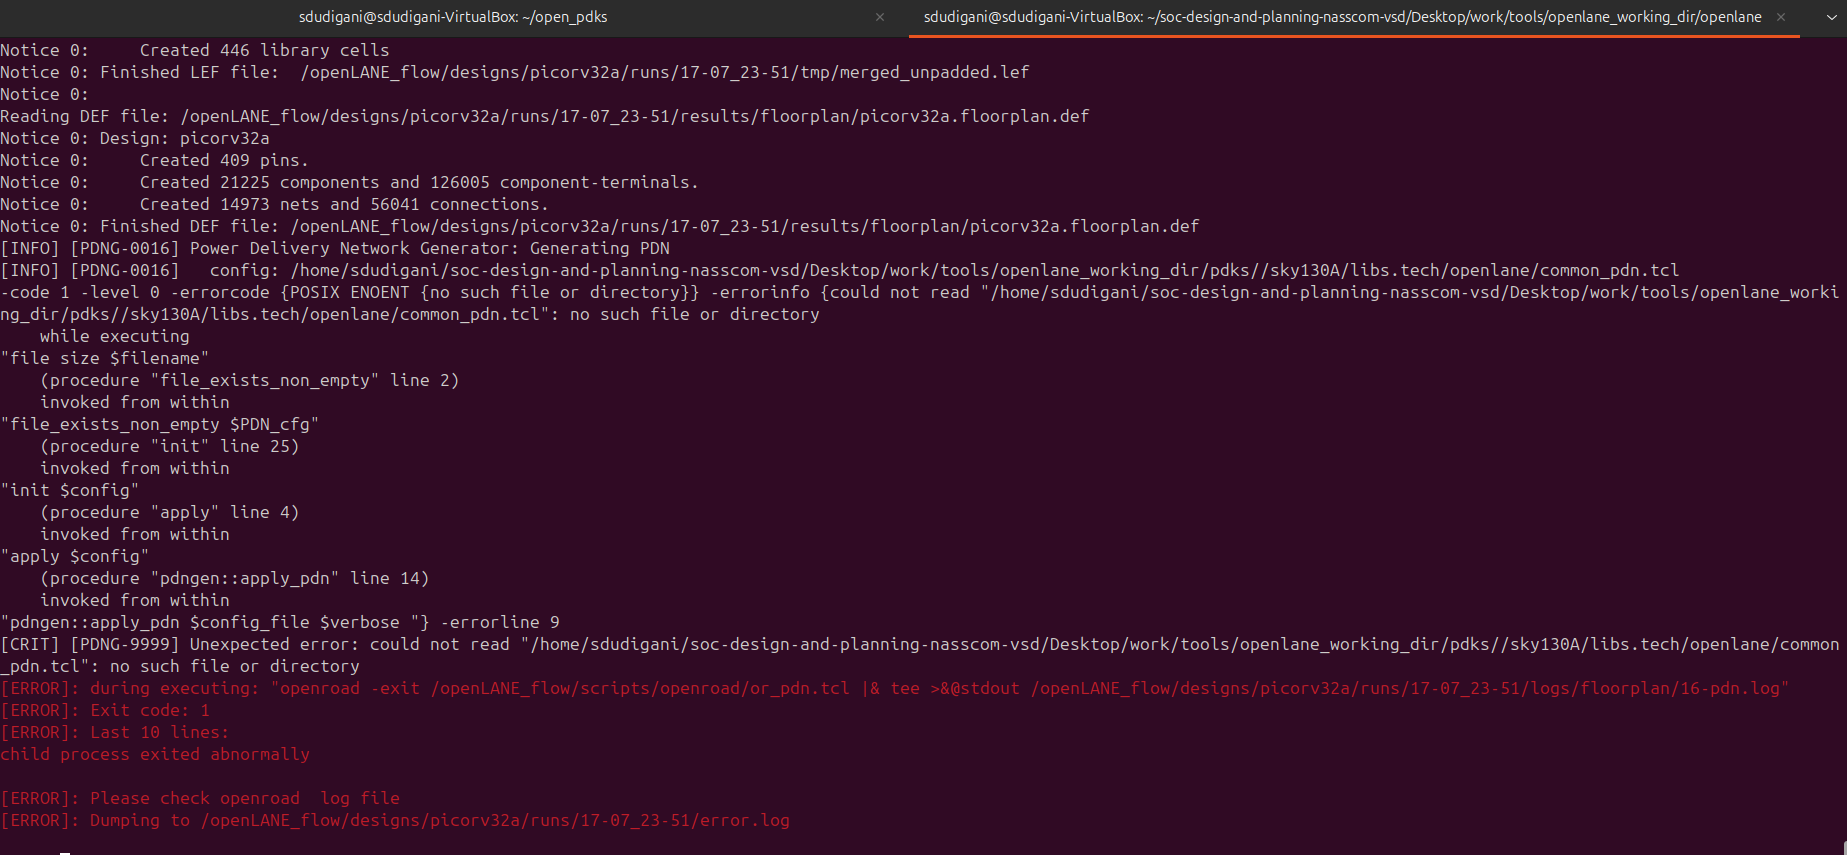 sdudigani@sdudigani-VirtualBox: ~/open_pdks × sdudigani@sdudigani-VirtualBox: ~/soc-design-and-planning-nasscom-vsd/Desktop/work/tools/openlane_working_dir/openlane ×
Notice 0:     Created 446 library cells
Notice 0: Finished LEF file:  /openLANE_flow/designs/picorv32a/runs/17-07_23-51/tmp/merged_unpadded.lef
Notice 0:
Reading DEF file: /openLANE_flow/designs/picorv32a/runs/17-07_23-51/results/floorplan/picorv32a.floorplan.def
Notice 0: Design: picorv32a
Notice 0:     Created 409 pins.
Notice 0:     Created 21225 components and 126005 component-terminals.
Notice 0:     Created 14973 nets and 56041 connections.
Notice 0: Finished DEF file: /openLANE_flow/designs/picorv32a/runs/17-07_23-51/results/floorplan/picorv32a.floorplan.def
[INFO] [PDNG-0016] Power Delivery Network Generator: Generating PDN
[INFO] [PDNG-0016]   config: /home/sdudigani/soc-design-and-planning-nasscom-vsd/Desktop/work/tools/openlane_working_dir/pdks//sky130A/libs.tech/openlane/common_pdn.tcl
-code 1 -level 0 -errorcode {POSIX ENOENT {no such file or directory}} -errorinfo {could not read "/home/sdudigani/soc-design-and-planning-nasscom-vsd/Desktop/work/tools/openlane_worki
ng_dir/pdks//sky130A/libs.tech/openlane/common_pdn.tcl": no such file or directory
    while executing
"file size $filename"
    (procedure "file_exists_non_empty" line 2)
    invoked from within
"file_exists_non_empty $PDN_cfg"
    (procedure "init" line 25)
    invoked from within
"init $config"
    (procedure "apply" line 4)
    invoked from within
"apply $config"
    (procedure "pdngen::apply_pdn" line 14)
    invoked from within
"pdngen::apply_pdn $config_file $verbose "} -errorline 9
[CRIT] [PDNG-9999] Unexpected error: could not read "/home/sdudigani/soc-design-and-planning-nasscom-vsd/Desktop/work/tools/openlane_working_dir/pdks//sky130A/libs.tech/openlane/common
_pdn.tcl": no such file or directory
[ERROR]: during executing: "openroad -exit /openLANE_flow/scripts/openroad/or_pdn.tcl |& tee >&@stdout /openLANE_flow/designs/picorv32a/runs/17-07_23-51/logs/floorplan/16-pdn.log"
[ERROR]: Exit code: 1
[ERROR]: Last 10 lines:
child process exited abnormally
[ERROR]: Please check openroad  log file
[ERROR]: Dumping to /openLANE_flow/designs/picorv32a/runs/17-07_23-51/error.log